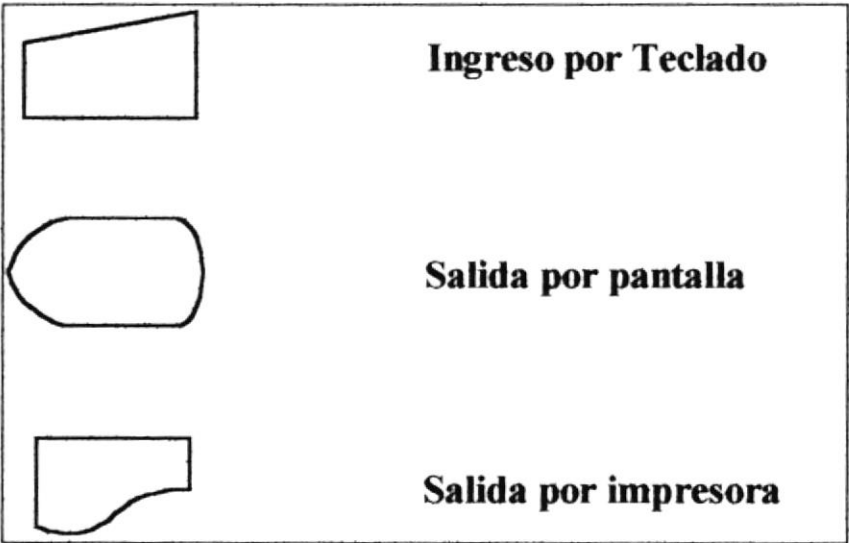 Ingreso por Teclado
Salida por pantalla
Salida por impresora